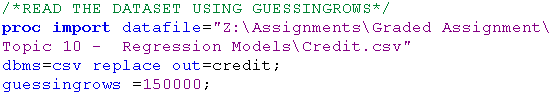 /*READ THE DATASET USING GUESSINGROWS*/
proc import datafile="Z:\Assignments\Graded Assignment\
Topic 10 -  Regression Models\Credit.csv"
dbms=csv replace out=credit;
guessingrows =150000;